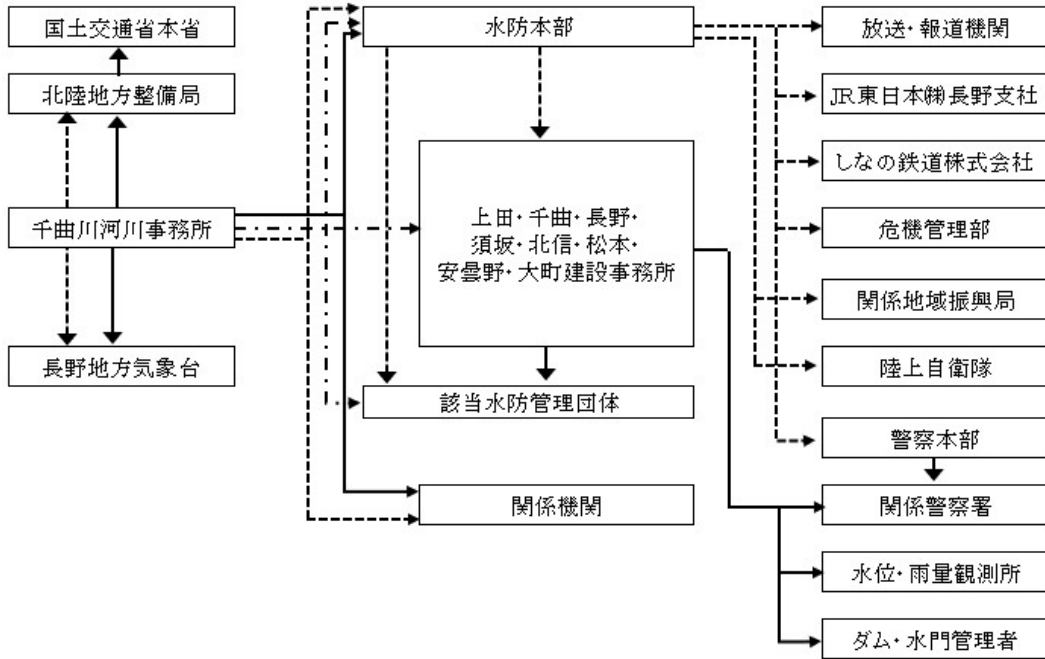 国土交通省本省
北陸地方整備局
千曲川河川事務所
長野地方気象台
水防本部
上田・千曲・長野・
須坂・北信・松本・
安曇野・大町建設事務所
該当水防管理団体
関係機関
放送・報道機関
JR東日本㈱長野支社
しなの鉄道株式会社
危機管理部
関係地域振興局
陸上自衛隊
警察本部
関係警察署
水位・雨量観測所
ダム・水門管理者